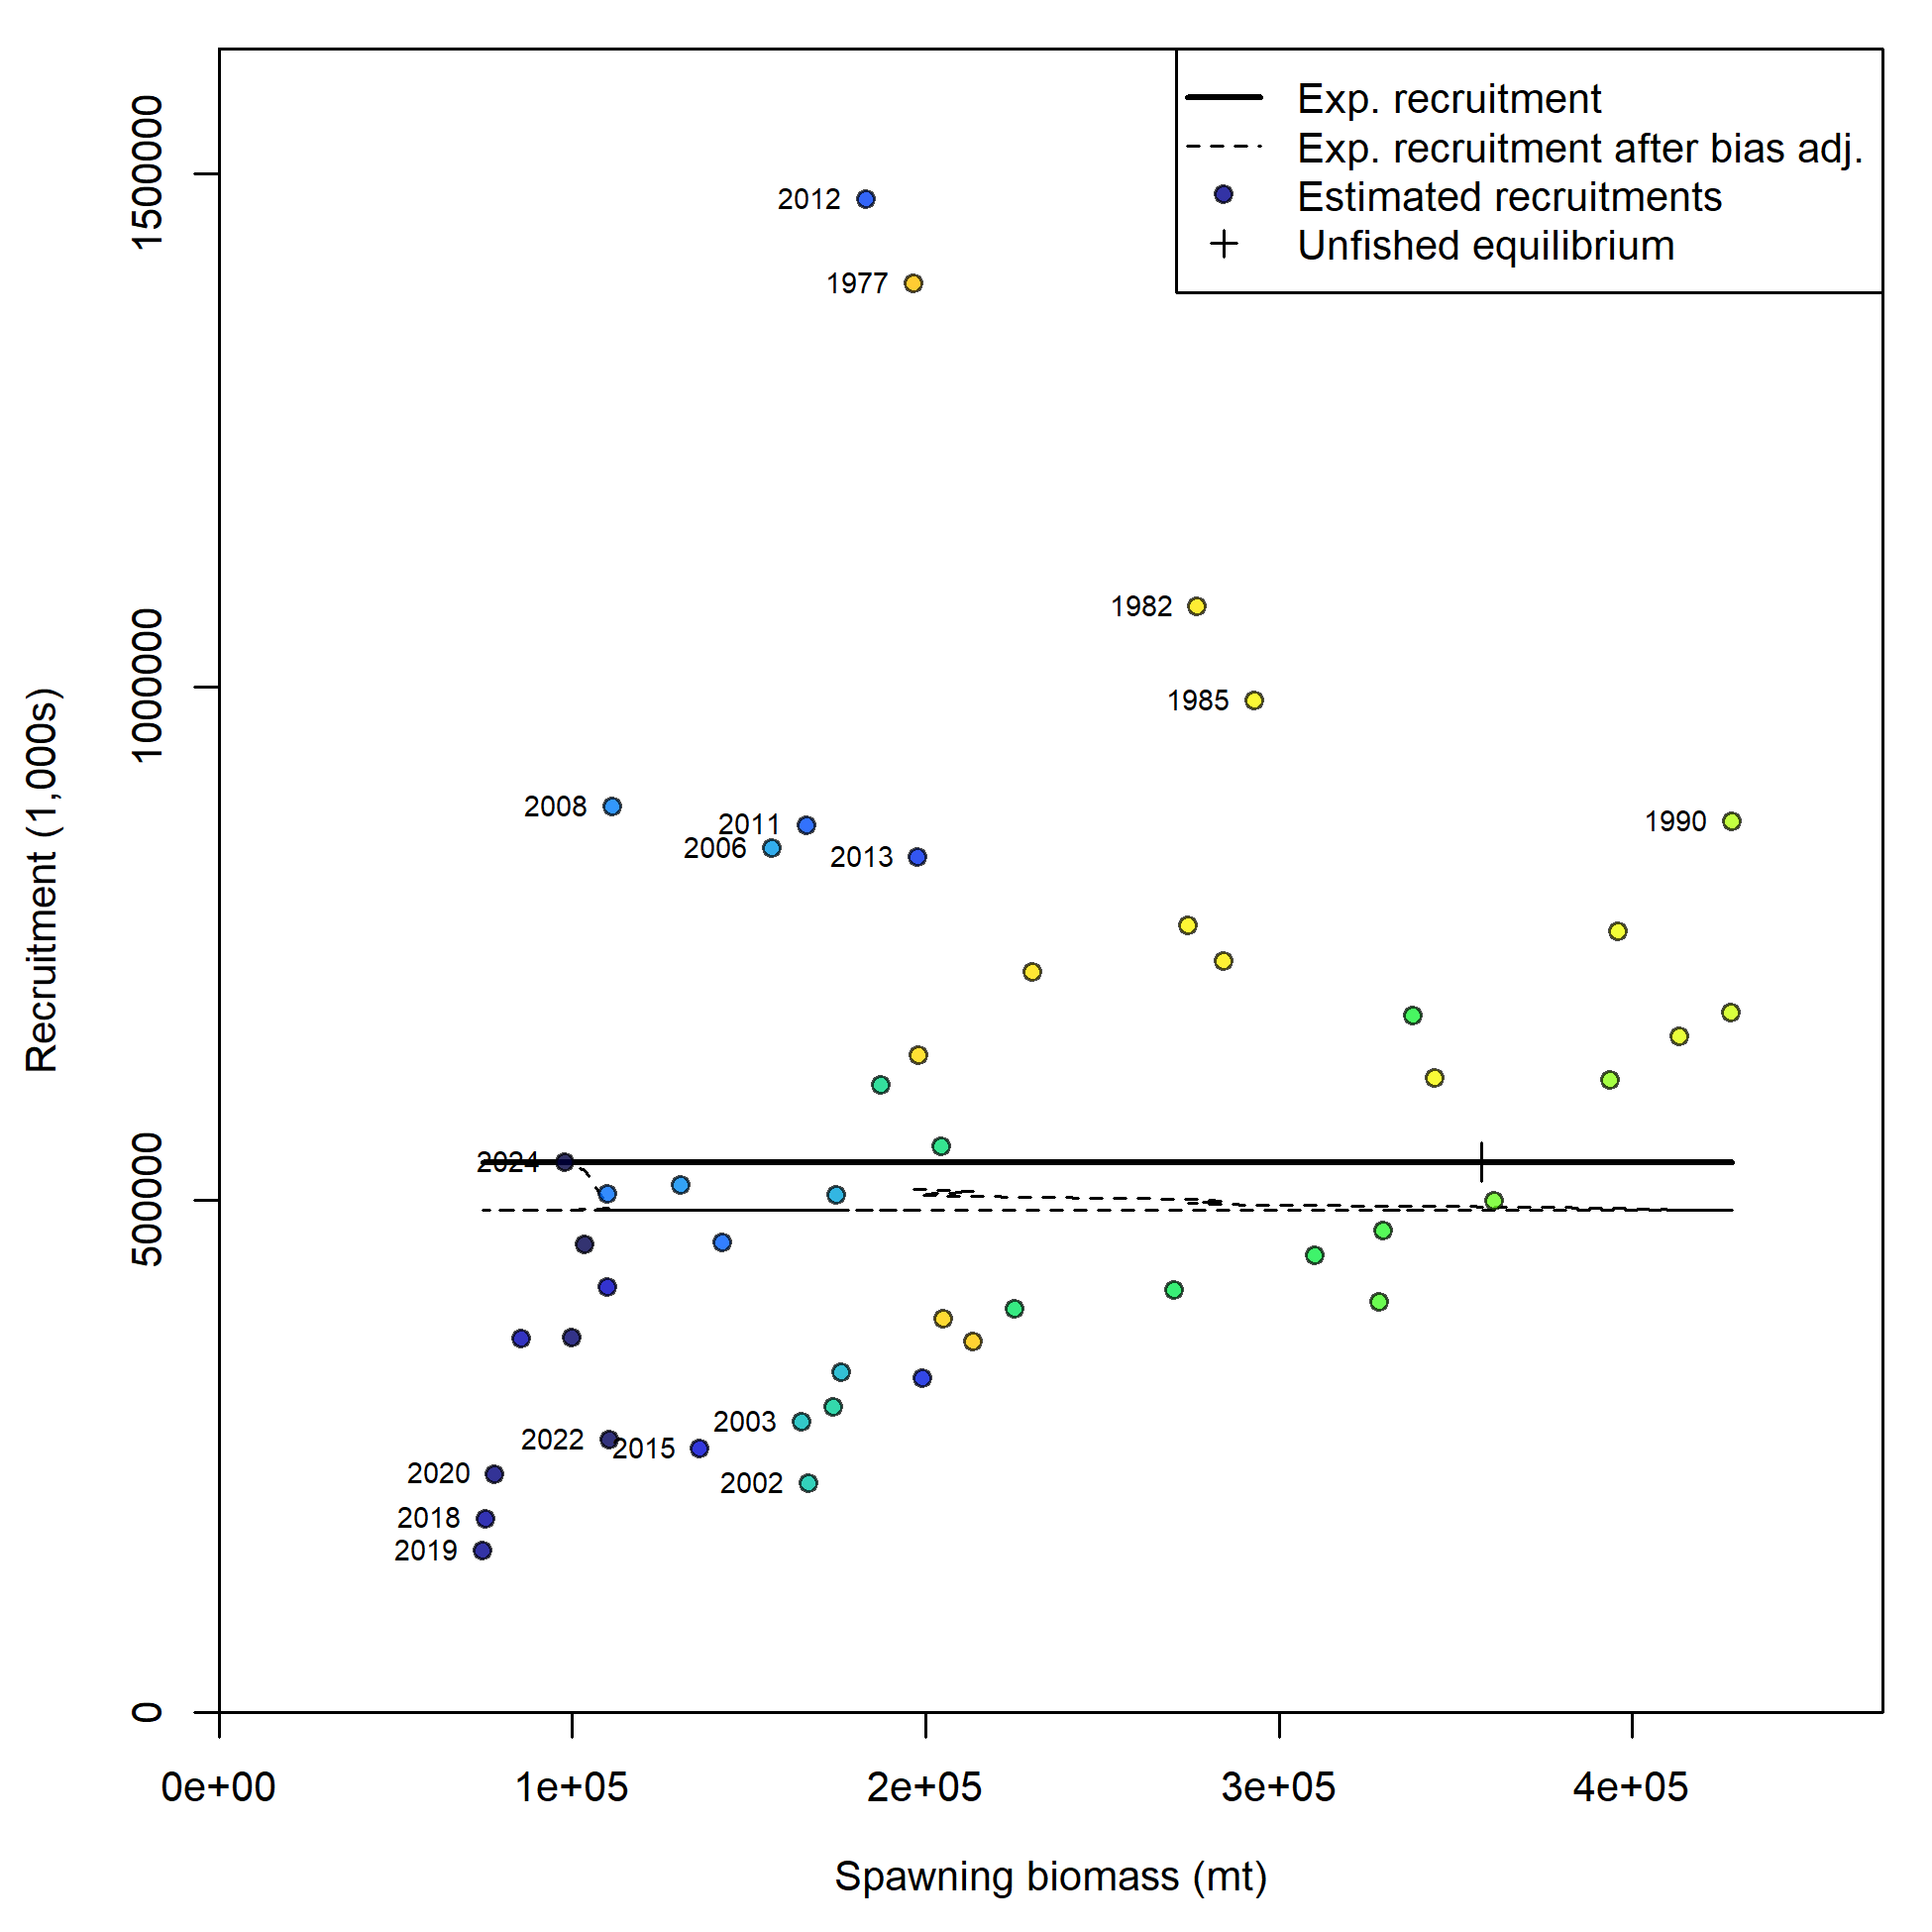 Exp. recruitment
Exp. recruitment after bias adj.
Estimated recruitments
Unfished equilibrium
1500000
1000000
500000
0
Recruitment (1,000s)
2012
1977
1982
1985
2008
2011
1990
2006
2013
2024
2003
2022
2015
2020
2002
2018
2019
0e+00
1e+05
2e+05
3e+05
4e+05
Spawning biomass (mt)